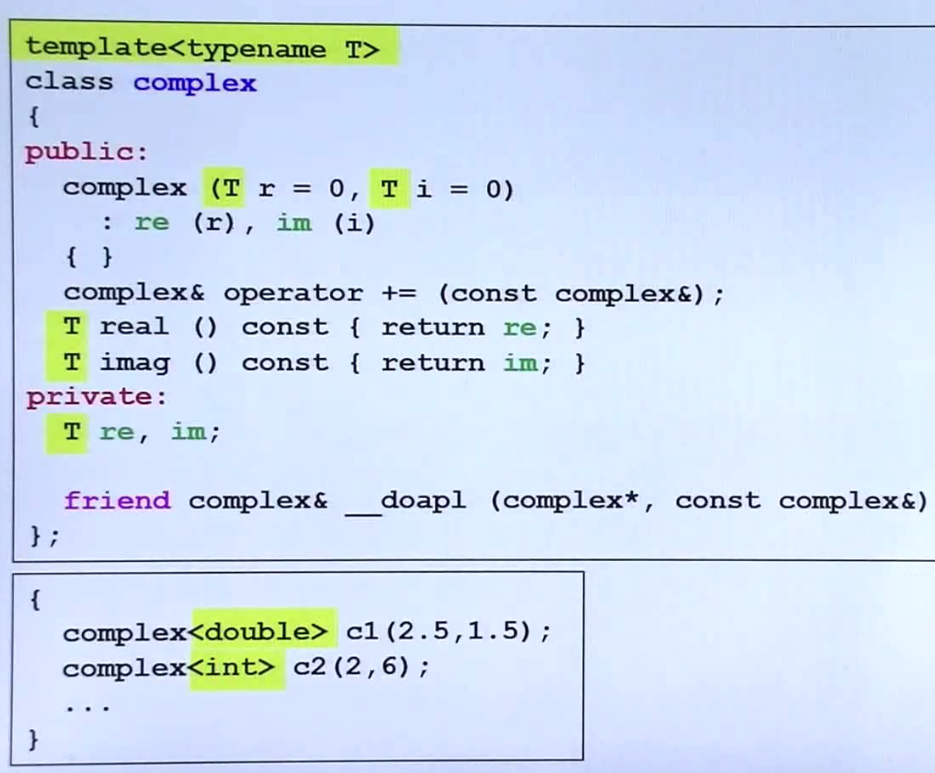 template<typename T>
class complex
{
public:
complex (T r = 0, T i = 0)
: re (r), im (i)
{ }
complex& operator += (const complex&);
T real () const { return re; }
T imag () const { return im; }
private:
T re, im;
friend complex& __doapl (complex*, const complex&)
};
{
complex<double> c1(2.5,1.5);
complex<int> c2(2,6);
...
}